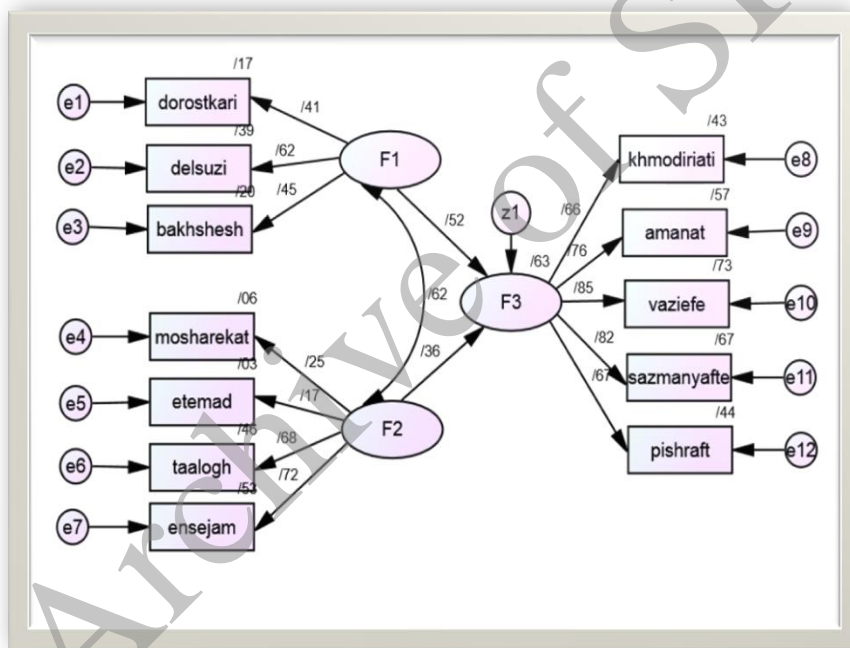 /17
e1
dorostkari
/41
/39
e2
delsuzi
/62
/20
e3
bakhshesh
/45
F1
/52
/62
/06
e4
mosharekat
/25
/03
e5
etemad
/17
/46
e6
taalogh
/68
/53
e7
ensejam
/72
F2
/36
z1
/63
F3
/43
khmodiriati
e8
/66
/57
amanat
e9
/76
/73
vaziefe
e10
/85
/67
sazmanyafte
e11
/82
/44
pishraft
e12
/67
Archive of